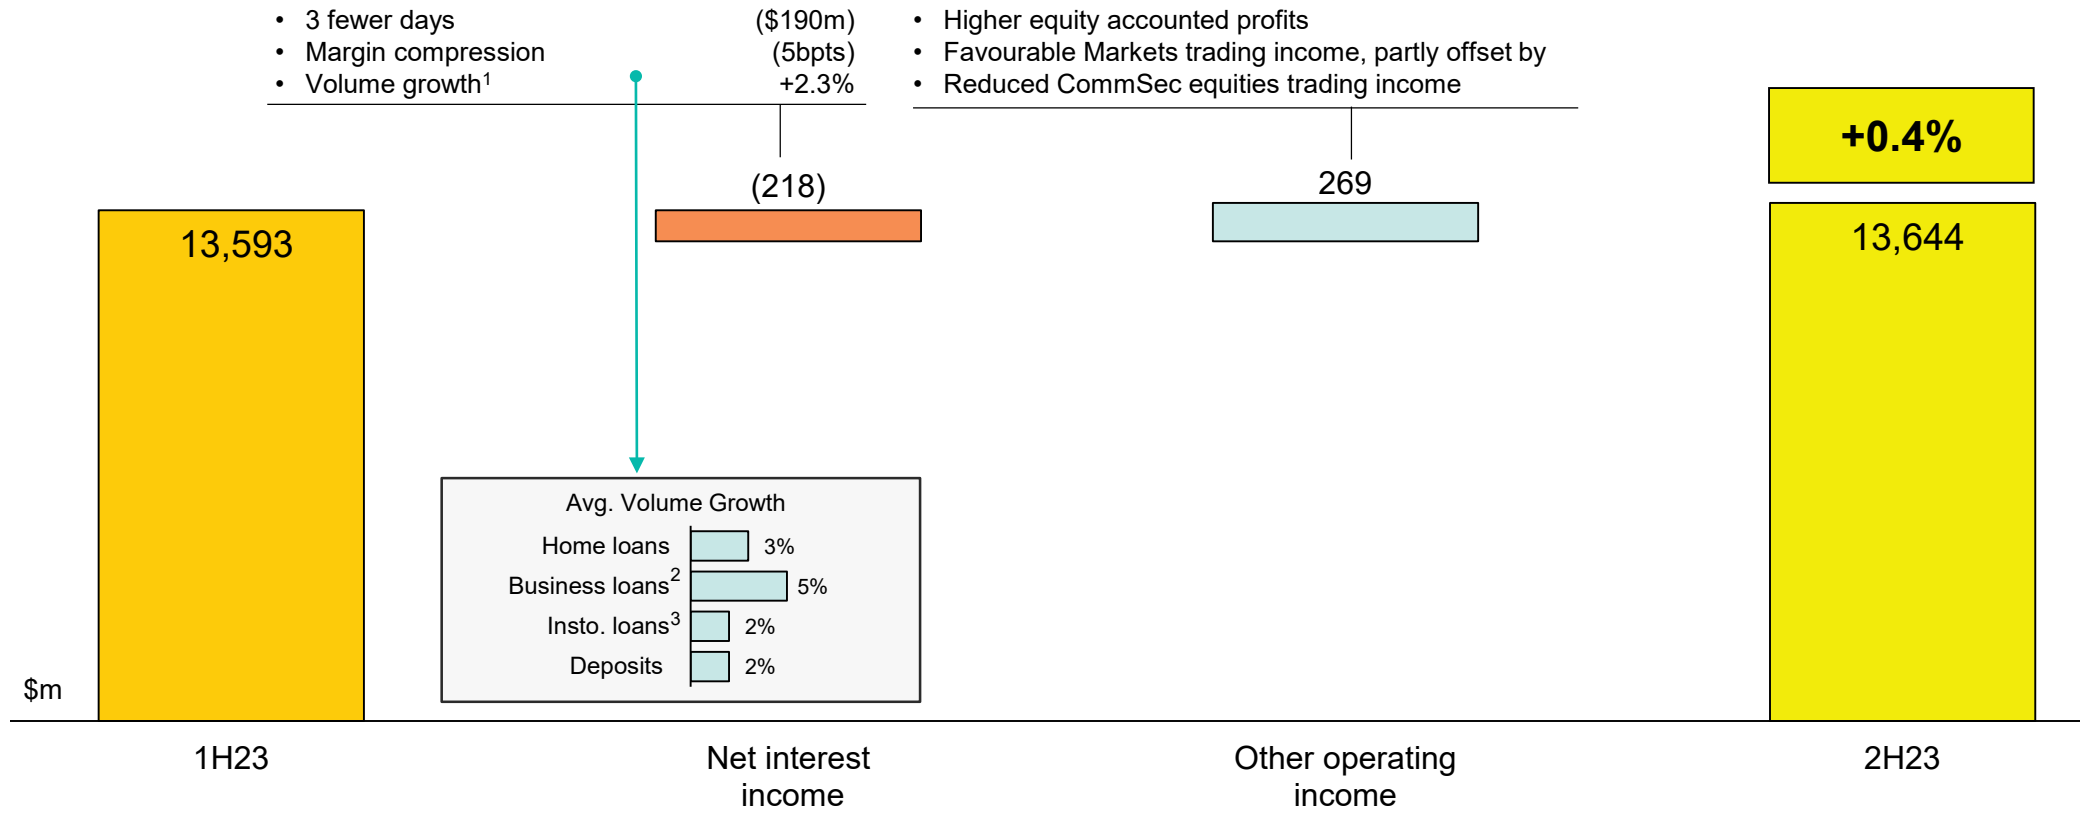 • 3 fewer days ($190m)
• Margin compression (5bpts)
• Volume growth¹ +2.3%
• Higher equity accounted profits
• Favourable Markets trading income, partly offset by
• Reduced CommSec equities trading income
+0.4%
(218)
269
13,593
13,644
Avg. Volume Growth
Home loans 3%
Business loans² 5%
Insto. loans³ 2%
Deposits 2%
$m
1H23
Net interest
income
Other operating
income
2H23